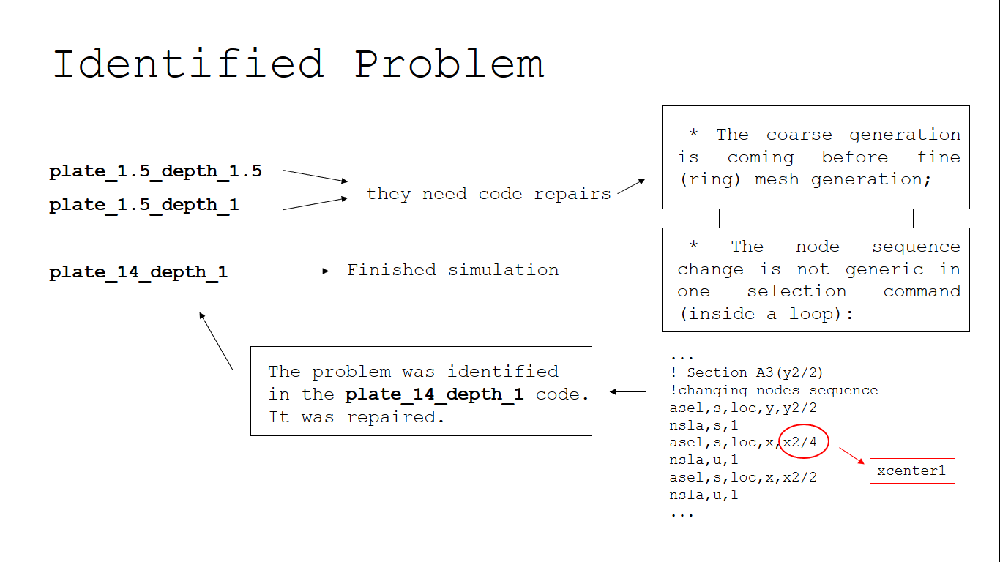 Identified Problem
plate_1.5_depth_1.5
plate_1.5_depth_1
they need code repairs
* The coarse generation
is coming before fine
(ring) mesh generation;
* The node sequence
change is not generic in
one selection command
(inside a loop):
plate_14_depth_1
Finished simulation
The problem was identified
in the plate_14_depth_1 code.
It was repaired.
...
! Section A3(y2/2)
!changing nodes sequence
asel,s,loc,y,y2/2
nsla,s,1
asel,s,loc,x,x2/4
nsla,u,1
asel,s,loc,x,x2/2
nsla,u,1
...
xcenter1